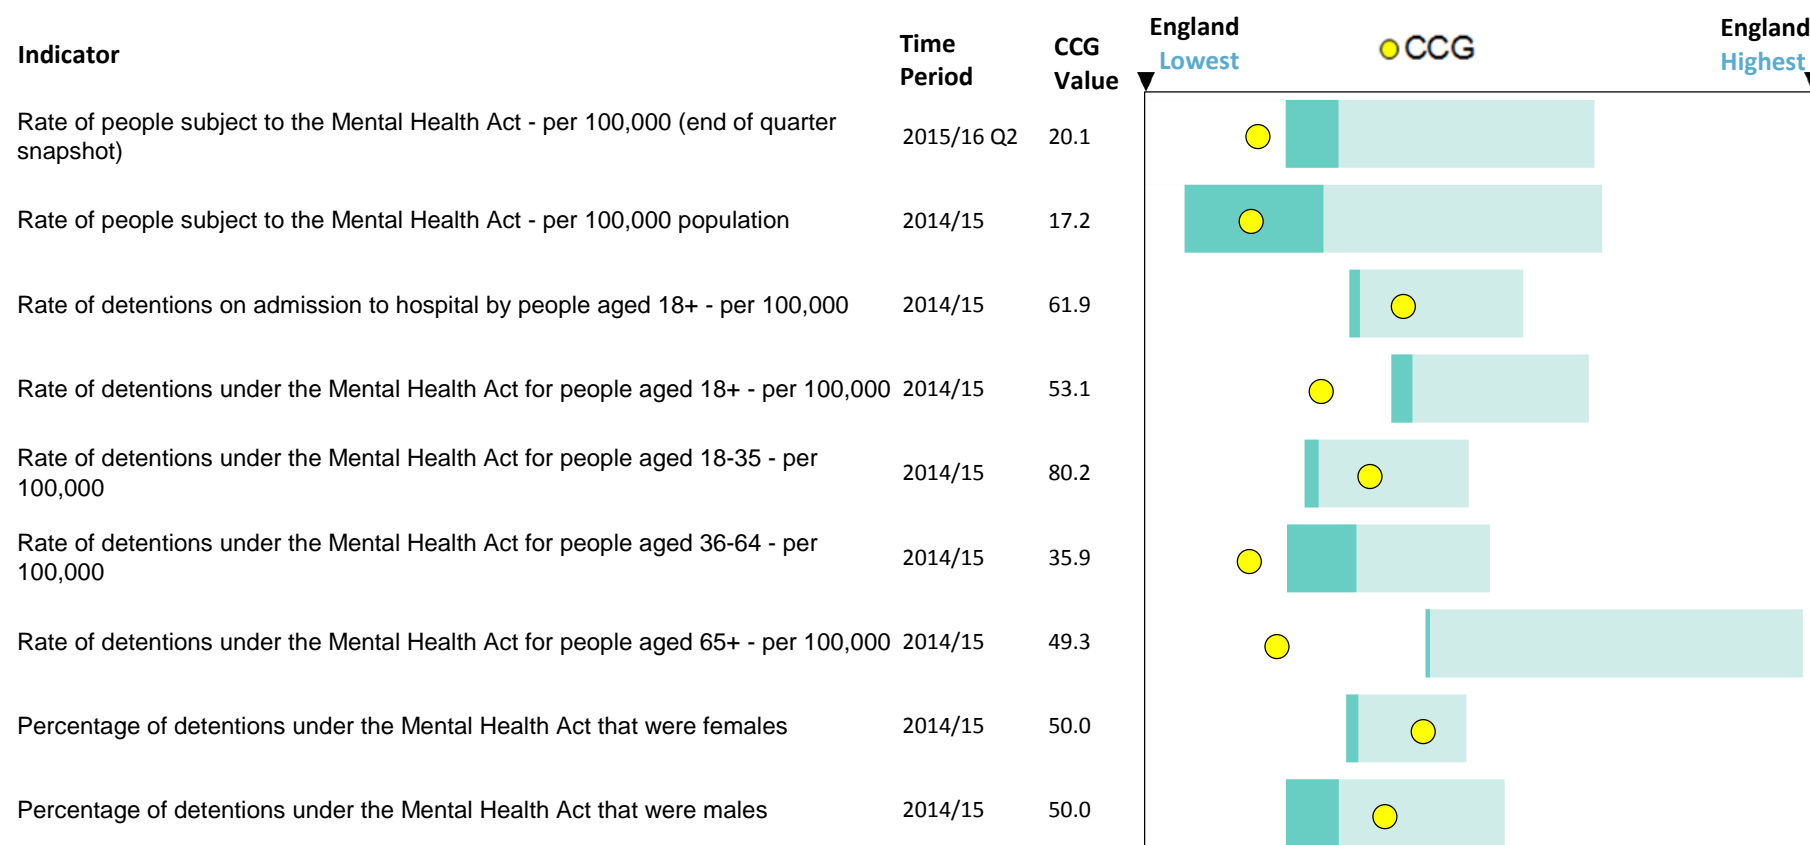 Indicator
Time Period
CCG Value
England Lowest
CCG
England Highest
Rate of people subject to the Mental Health Act - per 100,000 (end of quarter
snapshot)
2015/16 Q2
20.1
Rate of people subject to the Mental Health Act - per 100,000 population
2014/15
17.2
Rate of detentions on admission to hospital by people aged 18+ - per 100,000
2014/15
61.9
Rate of detentions under the Mental Health Act for people aged 18+ - per 100,000
2014/15
53.1
Rate of detentions under the Mental Health Act for people aged 18-35 - per
100,000
2014/15
80.2
Rate of detentions under the Mental Health Act for people aged 36-64 - per
100,000
2014/15
35.9
Rate of detentions under the Mental Health Act for people aged 65+ - per 100,000
2014/15
49.3
Percentage of detentions under the Mental Health Act that were females
2014/15
50.0
Percentage of detentions under the Mental Health Act that were males
2014/15
50.0